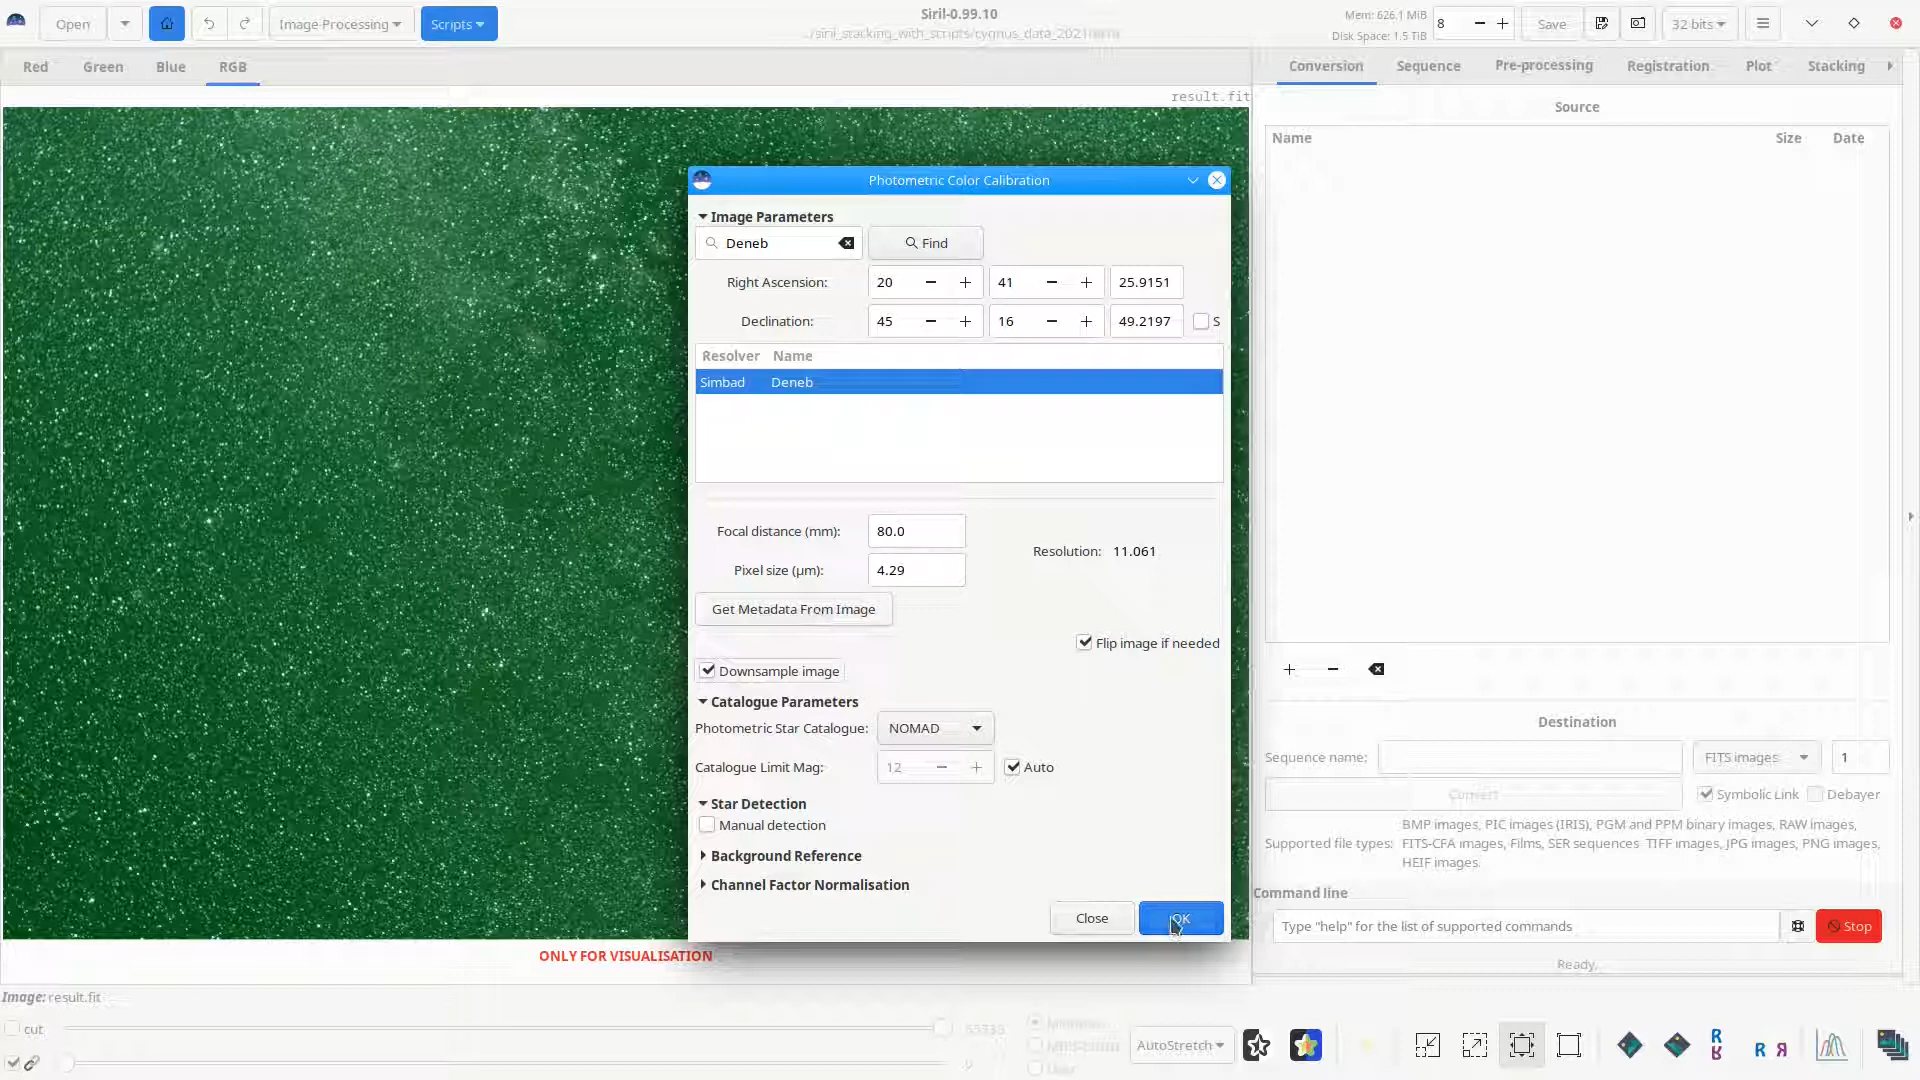 Open
Image Processing
Scripts
Siril-0.99.10
../siril_stacking_with_scripts/cygnus_data_2021/
Mem: 626.1 MiB
Disk Space: 1.5 TiB
8
Save
32 bits
Red
Green
Blue
RGB
Conversion
Sequence
Pre-processing
Registration
Plot
Stacking
result.fit
Source
Name
Size
Date
Photometric Color Calibration
Image Parameters
Deneb
Find
Right Ascension:
20
41
25.9151
Declination:
45
16
49.2197
S
Resolver
Name
Simbad
Deneb
Focal distance (mm):
80.0
Resolution: 11.061
Pixel size (µm):
4.29
Get Metadata From Image
Flip image if needed
Downsample image
Catalogue Parameters
Photometric Star Catalogue:
NOMAD
Catalogue Limit Mag:
12
Auto
Star Detection
Manual detection
Background Reference
Channel Factor Normalisation
Close
OK
Destination
Sequence name:
FITS images
1
Convert
Symbolic Link
Debayer
Supported file types:
BMP images, PIC images (IRIS), PGM and PPM binary images, RAW images,
FITS-CFA images, Films, SER sequences TIFF images, JPG images, PNG images,
HEIF images.
Command line
Type "help" for the list of supported commands
Stop
Ready.
ONLY FOR VISUALISATION
Image: result.fit
cut
65535
0
AutoStretch
R
R
R
R